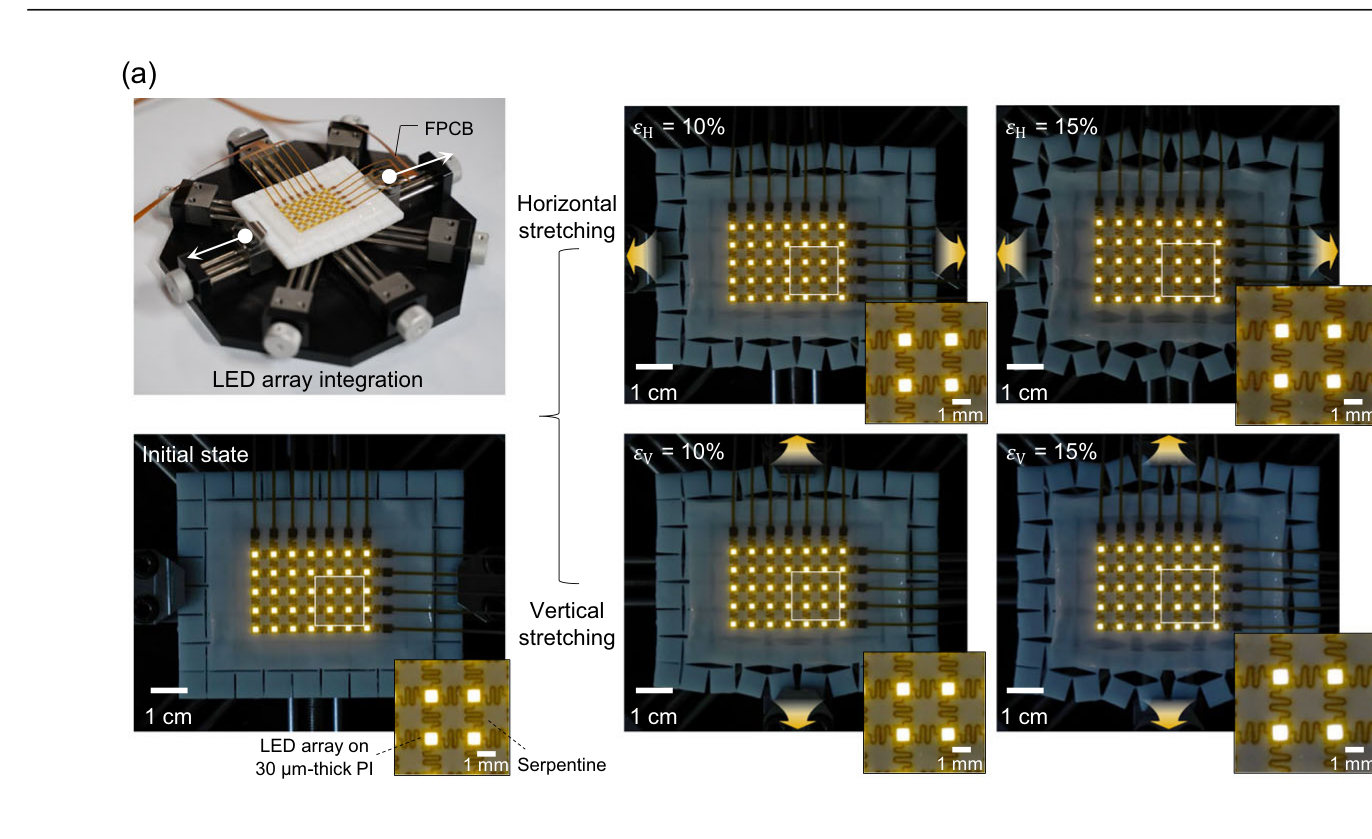 (a)
FPCB
LED array integration
Horizontal
stretching
Vertical
stretching
εH = 10%
1 cm
1 mm
εH = 15%
1 cm
1 mm
Initial state
1 cm
1 mm
LED array on
30 µm-thick PI
Serpentine
εV = 10%
1 cm
1 mm
εV = 15%
1 cm
1 mm